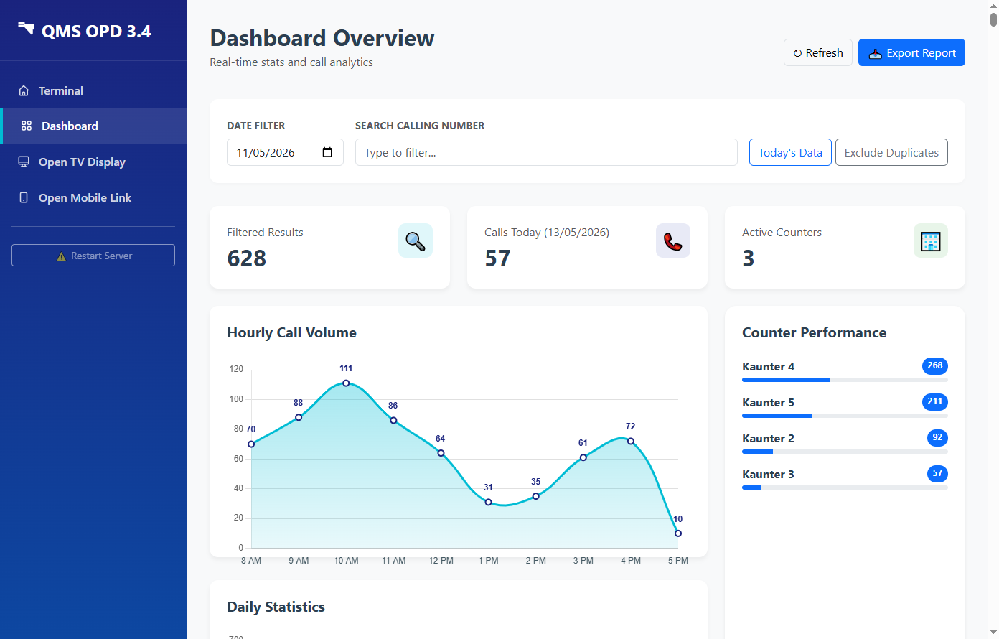 QMS OPD 3.4
Terminal
Dashboard
Open TV Display
Open Mobile Link
Restart Server
Dashboard Overview
Real-time stats and call analytics
↻ Refresh
Export Report
DATE FILTER
SEARCH CALLING NUMBER
11/05/2026
Type to filter...
Today's Data
Exclude Duplicates
Filtered Results
628
Calls Today (13/05/2026)
57
Active Counters
3
Hourly Call Volume
120
100
80
60
40
20
0
70
88
111
86
64
31
35
61
72
10
8 AM
9 AM
10 AM
11 AM
12 PM
1 PM
2 PM
3 PM
4 PM
5 PM
Counter Performance
Kaunter 4
268
Kaunter 5
211
Kaunter 2
92
Kaunter 3
57
Daily Statistics
700